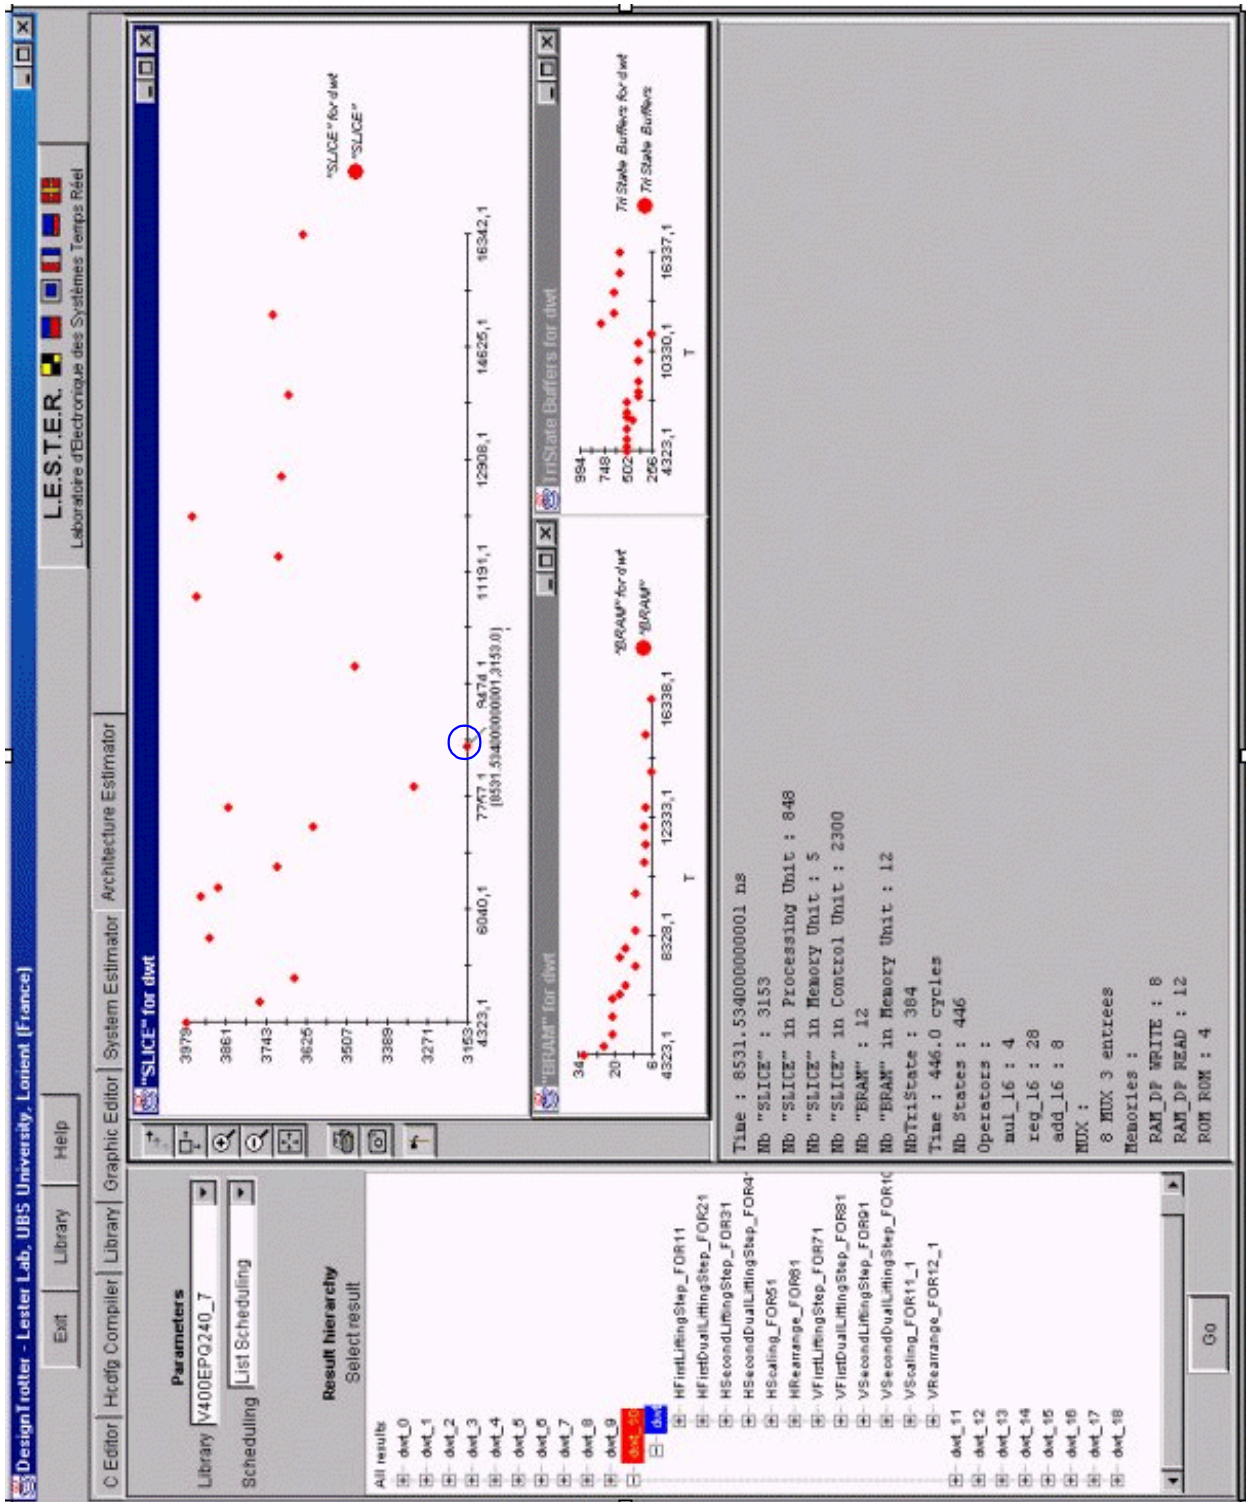 DesignTrotter - Lester Lab, UBS University, Lorient (France)
Exit Library Help
L.E.S.T.E.R.
Laboratoire d'Electronique des Systèmes Temps Réel
C Editor Hcdfg Compiler Library Graphic Editor System Estimator Architecture Estimator
Parameters
Library V400EPQ240_7
Scheduling List Scheduling
Result hierarchy
Select result
All results
dwt_0
dwt_1
dwt_2
dwt_3
dwt_4
dwt_5
dwt_6
dwt_7
dwt_8
dwt_9
dwt_10
dwt
HFirstLiftingStep_FOR11
HFirstDualLiftingStep_FOR21
HSecondLiftingStep_FOR31
HSecondDualLiftingStep_FOR41
HScaling_FOR51
HRearrange_FOR61
VFirstLiftingStep_FOR71
VFirstDualLiftingStep_FOR81
VSecondLiftingStep_FOR91
VSecondDualLiftingStep_FOR10
VScaling_FOR11_1
VRearrange_FOR12_1
dwt_11
dwt_12
dwt_13
dwt_14
dwt_15
dwt_16
dwt_17
dwt_18
Go
"SLICE" for dwt
3979
3861
3743
3625
3507
3389
3271
3153
4323,1 6040,1 7757,1 9474,1 11191,1 12908,1 14625,1 16342,1
(8531.534000000001,3153.0)
"SLICE" for dwt
"SLICE"
"BRAM" for dwt
34
20
6
4323,1 8328,1 12333,1 16338,1
T
"BRAM" for dwt
"BRAM"
TriState Buffers for dwt
994
748
502
256
4323,1 10330,1 16337,1
T
TriState Buffers for dwt
TriState Buffers
Time : 8531.534000000001 ns
Nb "SLICE" : 3153
Nb "SLICE" in Processing Unit : 848
Nb "SLICE" in Memory Unit : 5
Nb "SLICE" in Control Unit : 2300
Nb "BRAM" : 12
Nb "BRAM" in Memory Unit : 12
NbTriState : 384
Time : 446.0 cycles
Nb States : 446
Operators :
mul_16 : 4
reg_16 : 28
add_16 : 8
MUX :
8 MUX 3 entrees
Memories :
RAM_DP WRITE : 8
RAM_DP READ : 12
ROM ROM : 4